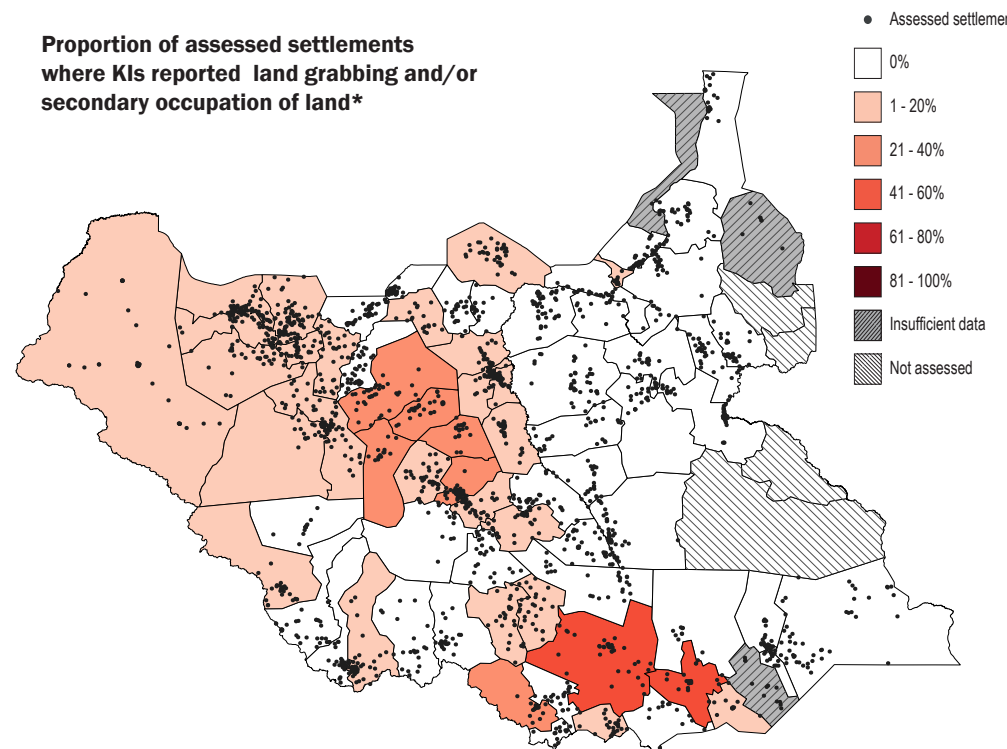 Proportion of assessed settlements
where KIs reported land grabbing and/or
secondary occupation of land*
Assessed
0%
1 - 20%
21 - 40%
41 - 60%
61 - 80%
81 - 100%
Insufficient data
Not assessed